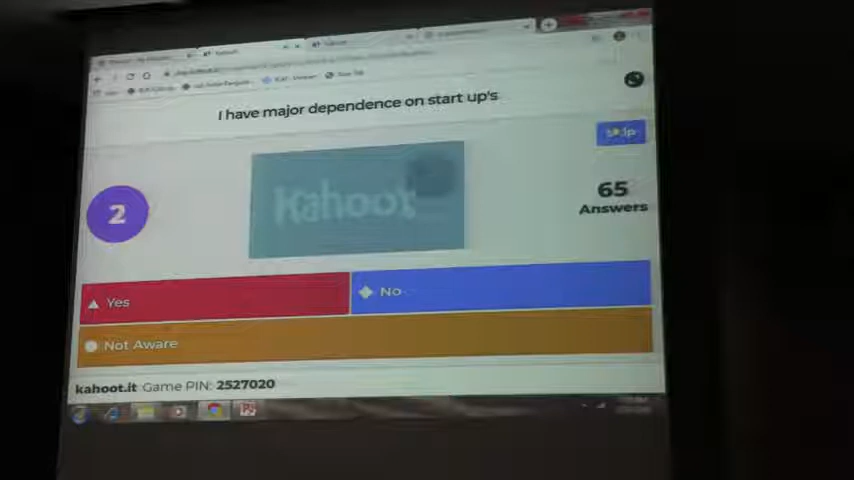 I have major dependence on start up's
Skip
Kahoot
2
65
Answers
Yes
No
Not Aware
kahoot.it Game PIN: 2527020